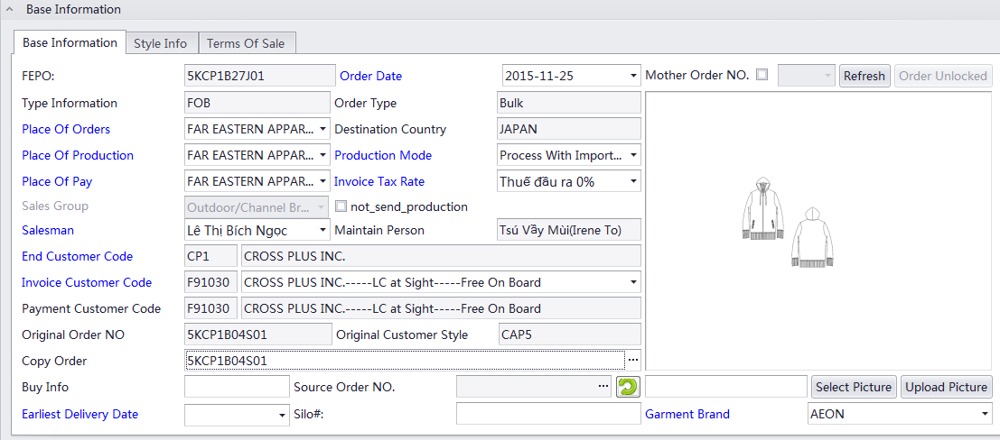 Base Information
Base Information Style Info Terms Of Sale
FEPO: 5KCP1B27J01 Order Date 2015-11-25 Mother Order NO. Refresh Order Unlocked
Type Information FOB Order Type Bulk
Place Of Orders FAR EASTERN APPAR... Destination Country JAPAN
Place Of Production FAR EASTERN APPAR... Production Mode Process With Import...
Place Of Pay FAR EASTERN APPAR... Invoice Tax Rate Thuế đầu ra 0%
Sales Group Outdoor/Channel Br... not_send_production
Salesman Lê Thị Bích Ngọc Maintain Person Tsú Vầy Mùi(Irene To)
End Customer Code CP1 CROSS PLUS INC.
Invoice Customer Code F91030 CROSS PLUS INC.-----LC at Sight-----Free On Board
Payment Customer Code F91030 CROSS PLUS INC.-----LC at Sight-----Free On Board
Original Order NO 5KCP1B04S01 Original Customer Style CAP5
Copy Order 5KCP1B04S01 ...
Buy Info Source Order NO. ... Select Picture Upload Picture
Earliest Delivery Date Silo#: Garment Brand AEON